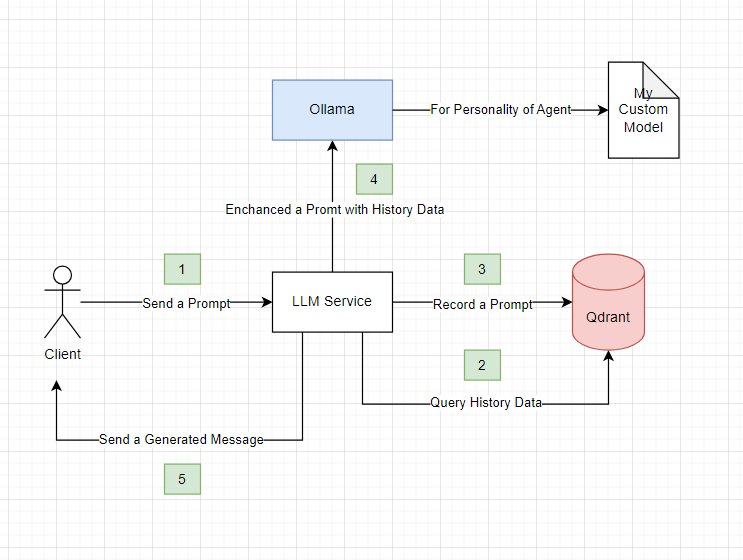 Ollama
For Personality of Agent
My
Custom
Model
4
Enchanced a Promt with History Data
1
3
Send a Prompt
LLM Service
Record a Prompt
Qdrant
Client
2
Query History Data
Send a Generated Message
5